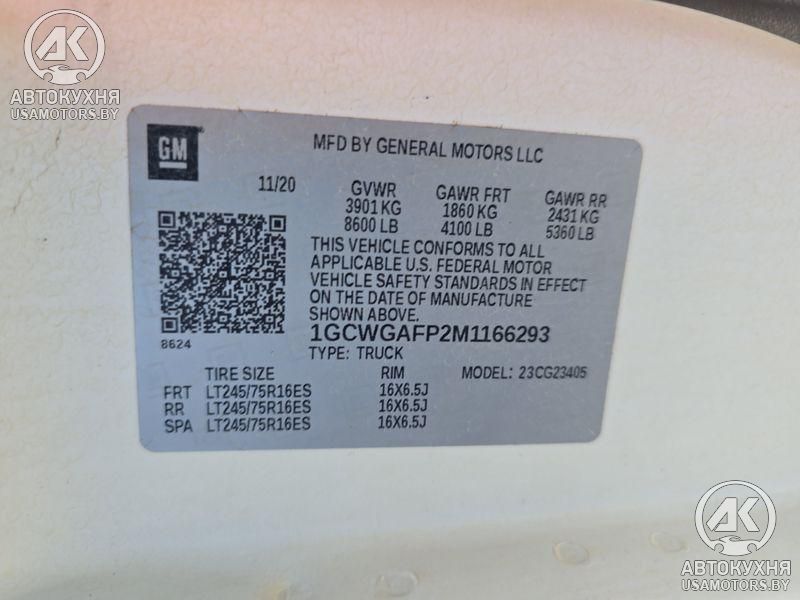 AK
АВТОКУХНЯ
USAMOTORS.BY
GM
MFD BY GENERAL MOTORS LLC
11/20 GVWR GAWR FRT GAWR RR
3901 KG 1860 KG 2431 KG
8600 LB 4100 LB 5360 LB
THIS VEHICLE CONFORMS TO ALL
APPLICABLE U.S. FEDERAL MOTOR
VEHICLE SAFETY STANDARDS IN EFFECT
ON THE DATE OF MANUFACTURE
SHOWN ABOVE.
8624 1GCWGAFP2M1166293
TYPE: TRUCK
TIRE SIZE RIM MODEL: 23CG23405
FRT LT245/75R16ES 16X6.5J
RR LT245/75R16ES 16X6.5J
SPA LT245/75R16ES 16X6.5J
AK
АВТОКУХНЯ
USAMOTORS.BY